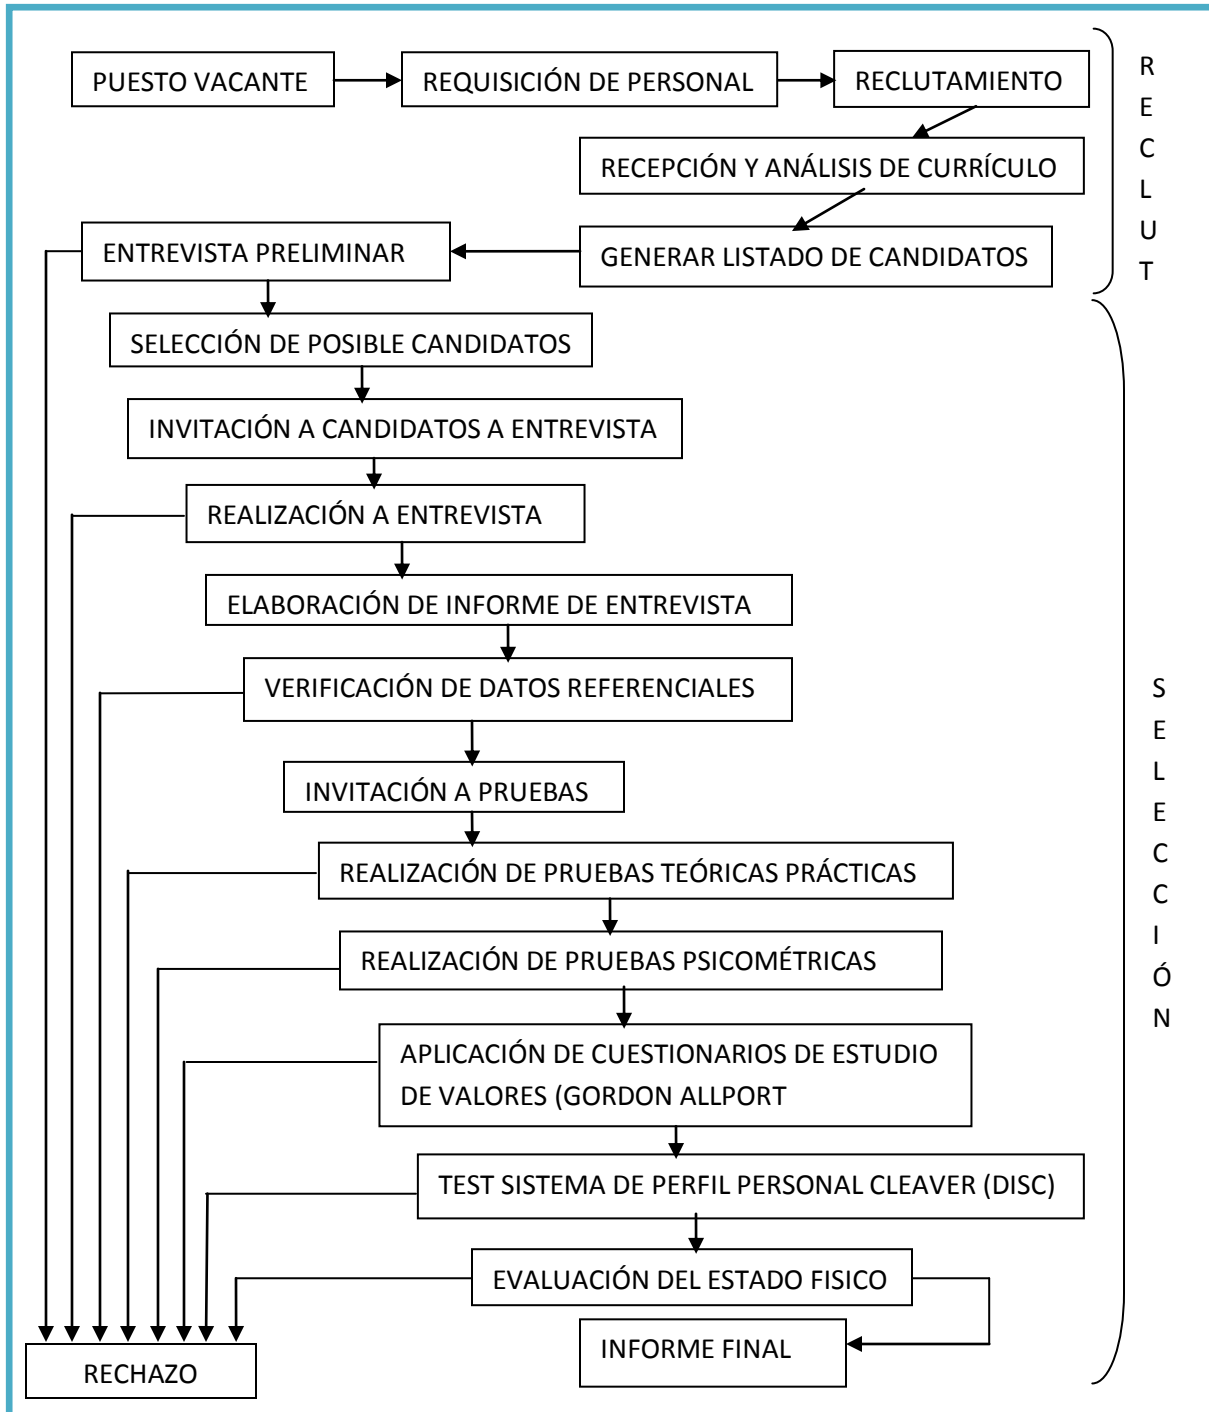 PUESTO VACANTE
REQUISICIÓN DE PERSONAL
RECLUTAMIENTO
RECEPCIÓN Y ANÁLISIS DE CURRÍCULO
ENTREVISTA PRELIMINAR
GENERAR LISTADO DE CANDIDATOS
R
E
C
L
U
T
SELECCIÓN DE POSIBLE CANDIDATOS
INVITACIÓN A CANDIDATOS A ENTREVISTA
REALIZACIÓN A ENTREVISTA
ELABORACIÓN DE INFORME DE ENTREVISTA
VERIFICACIÓN DE DATOS REFERENCIALES
INVITACIÓN A PRUEBAS
REALIZACIÓN DE PRUEBAS TEÓRICAS PRÁCTICAS
REALIZACIÓN DE PRUEBAS PSICOMÉTRICAS
APLICACIÓN DE CUESTIONARIOS DE ESTUDIO
DE VALORES (GORDON ALLPORT
TEST SISTEMA DE PERFIL PERSONAL CLEAVER (DISC)
EVALUACIÓN DEL ESTADO FISICO
INFORME FINAL
RECHAZO
S
E
L
E
C
C
I
Ó
N